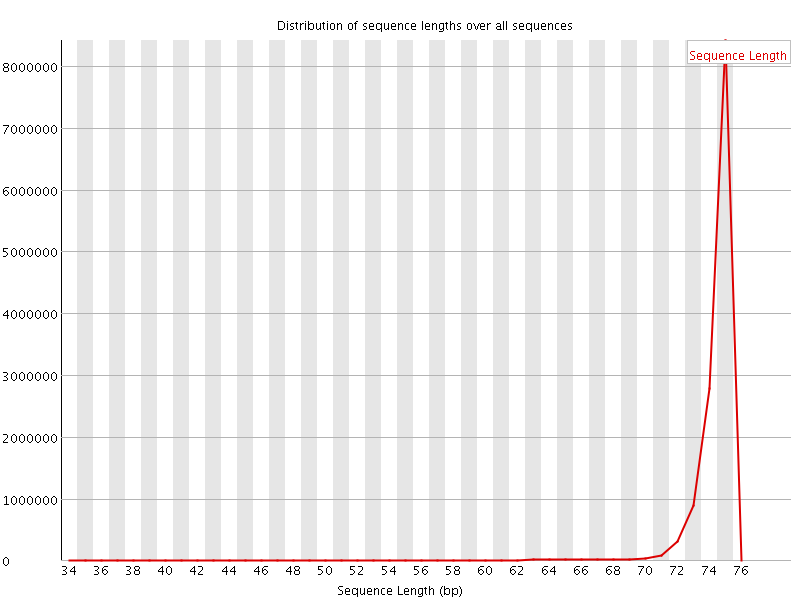 Distribution of sequence lengths over all sequences
Sequence Length
8000000
7000000
6000000
5000000
4000000
3000000
2000000
1000000
0
34 36 38 40 42 44 46 48 50 52 54 56 58 60 62 64 66 68 70 72 74 76
Sequence Length (bp)